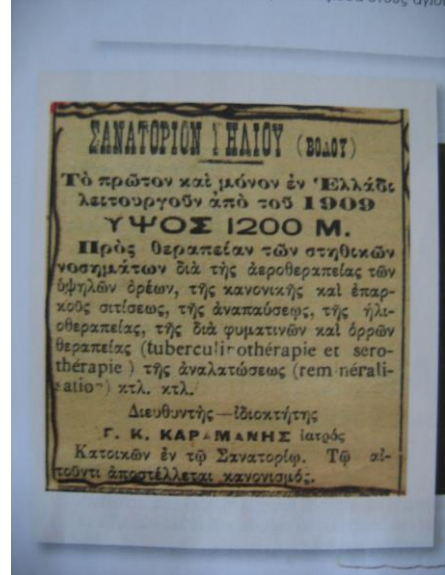 ΣΑΝΑΤΟΡΙΟΝ ΠΗΛΙΟΥ (ΒΟΛΟΥ)
Τὸ πρῶτον καὶ μόνον ἐν Ἑλλάδι
λειτουργοῦν ἀπὸ τοῦ 1909
ΥΨΟΣ 1200 Μ.
Πρὸς θεραπείαν τῶν στηθικῶν
νοσημάτων διὰ τῆς ἀεροθεραπείας τῶν
ὑψηλῶν ὀρέων, τῆς κανονικῆς καὶ ἐπαρ-
κοῦς σιτίσεως, τῆς ἀναπαύσεως, τῆς ἡλι-
οθεραπείας, τῆς διὰ φυματινῶν καὶ ὀρρῶν
θεραπείας (tuberculinothérapie et sero-
thérapie) τῆς ἀναλατώσεως (remineráli-
sation) κτλ. κτλ.
Διευθυντὴς—ἰδιοκτήτης
Γ. Κ. ΚΑΡΑΜΑΝΗΣ ἰατρός
Κατοικῶν ἐν τῷ Σανατορίῳ. Τῷ αἰ-
τοῦντι ἀποστέλλεται κανονισμός.